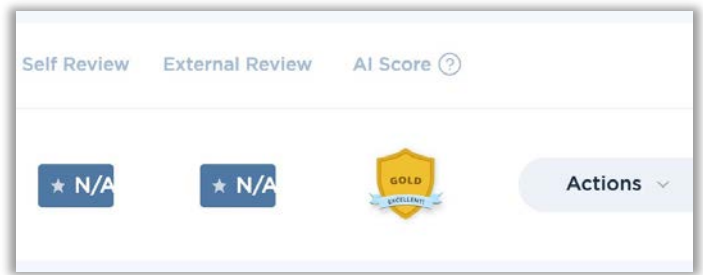 Self Review External Review AI Score ?
★ N/A ★ N/A GOLD Actions
EXCELLENT!